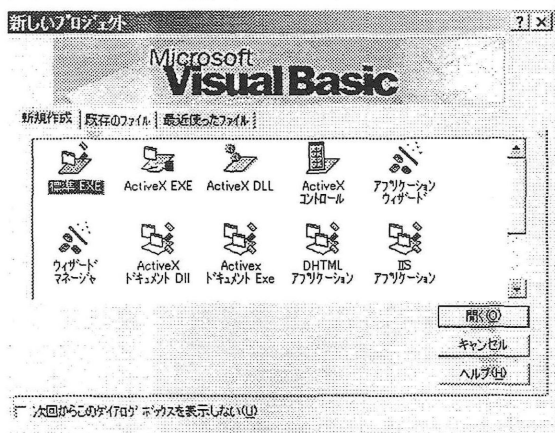 新しいプロジェクト
Microsoft
Visual Basic
新規作成 既存のファイル 最近使ったファイル
標準 EXE ActiveX EXE ActiveX DLL ActiveX コントロール アプリケーション ウィザード
ウィザード マネージャ ActiveX ドキュメント Dll Activex ドキュメント Exe DHTML アプリケーション IIS アプリケーション
開く(O)
キャンセル
ヘルプ(H)
次回からこのダイアログ ボックスを表示しない(U)